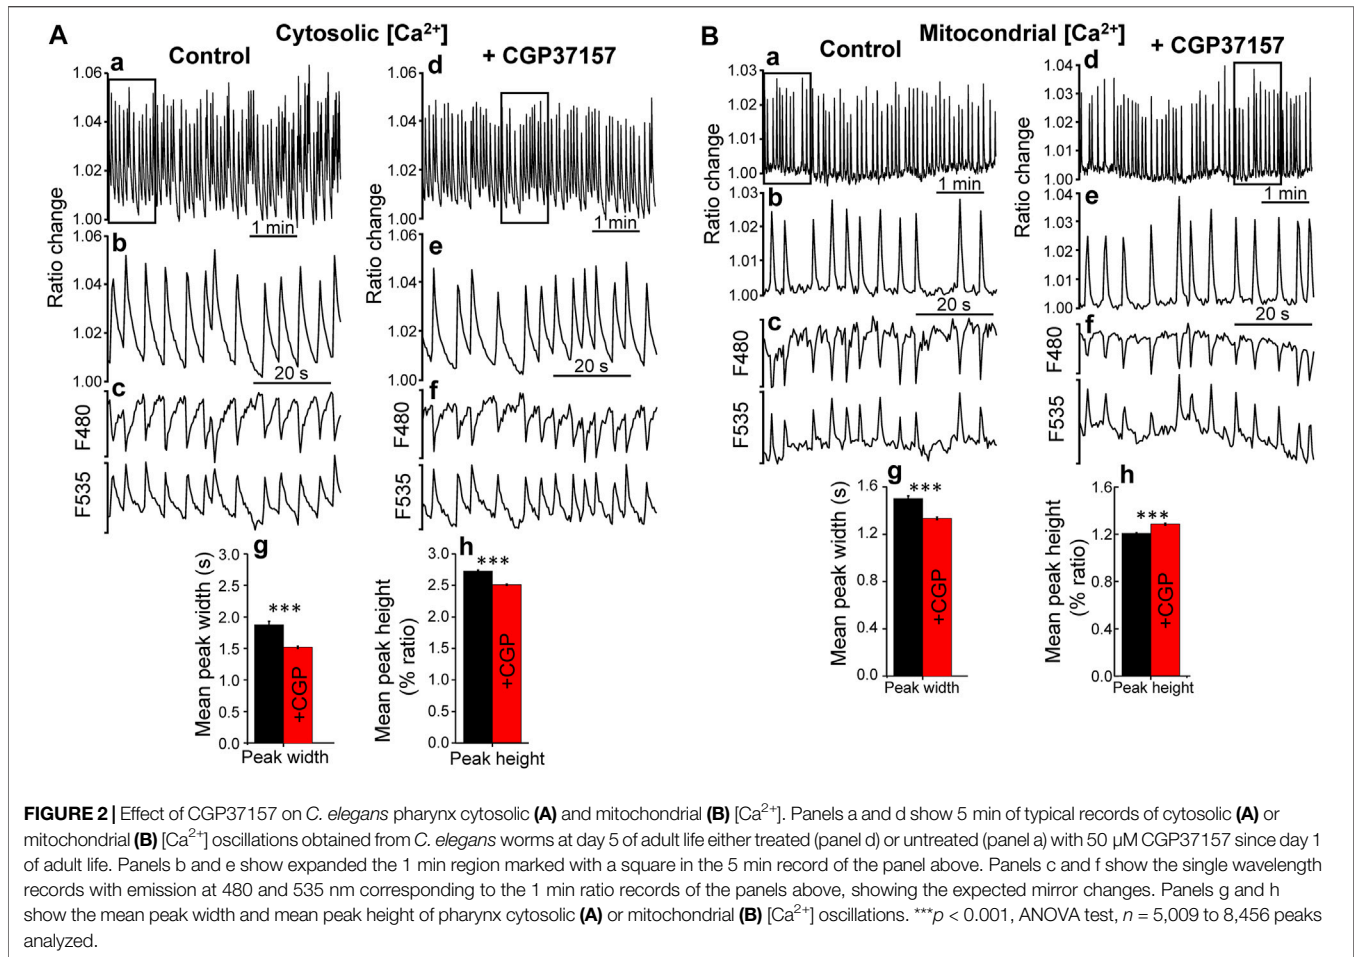 A
Cytosolic [Ca²⁺]
Control
+ CGP37157
a
1.06
1.04
1.02
1.00
1 min
d
1.06
1.04
1.02
1.00
1 min
Ratio change
b
1.06
1.04
1.02
1.00
20 s
e
1.06
1.04
1.02
1.00
20 s
c
F480
F535
f
F480
F535
g
Mean peak width (s)
3.0
2.5
2.0
1.5
1.0
0.5
0.0
***
+CGP
Peak width
h
Mean peak height
(% ratio)
3.0
2.5
2.0
1.5
1.0
0.5
0.0
***
+CGP
Peak height
B
Mitocondrial [Ca²⁺]
Control
+ CGP37157
a
1.03
1.02
1.01
1.00
1 min
Ratio change
d
1.04
1.03
1.02
1.01
1.00
1 min
Ratio change
b
1.03
1.02
1.01
1.00
20 s
e
1.04
1.03
1.02
1.01
1.00
20 s
c
F480
F535
f
F480
F535
g
Mean peak width (s)
1.6
1.2
0.8
0.4
0.0
***
+CGP
Peak width
h
Mean peak height
(% ratio)
1.6
1.2
0.8
0.4
0.0
***
+CGP
Peak height
FIGURE 2 | Effect of CGP37157 on C. elegans pharynx cytosolic (A) and mitochondrial (B) [Ca²⁺]. Panels a and d show 5 min of typical records of cytosolic (A) or
mitochondrial (B) [Ca²⁺] oscillations obtained from C. elegans worms at day 5 of adult life either treated (panel d) or untreated (panel a) with 50 µM CGP37157 since day 1
of adult life. Panels b and e show expanded the 1 min region marked with a square in the 5 min record of the panel above. Panels c and f show the single wavelength
records with emission at 480 and 535 nm corresponding to the 1 min ratio records of the panels above, showing the expected mirror changes. Panels g and h
show the mean peak width and mean peak height of pharynx cytosolic (A) or mitochondrial (B) [Ca²⁺] oscillations. ***p < 0.001, ANOVA test, n = 5,009 to 8,456 peaks
analyzed.